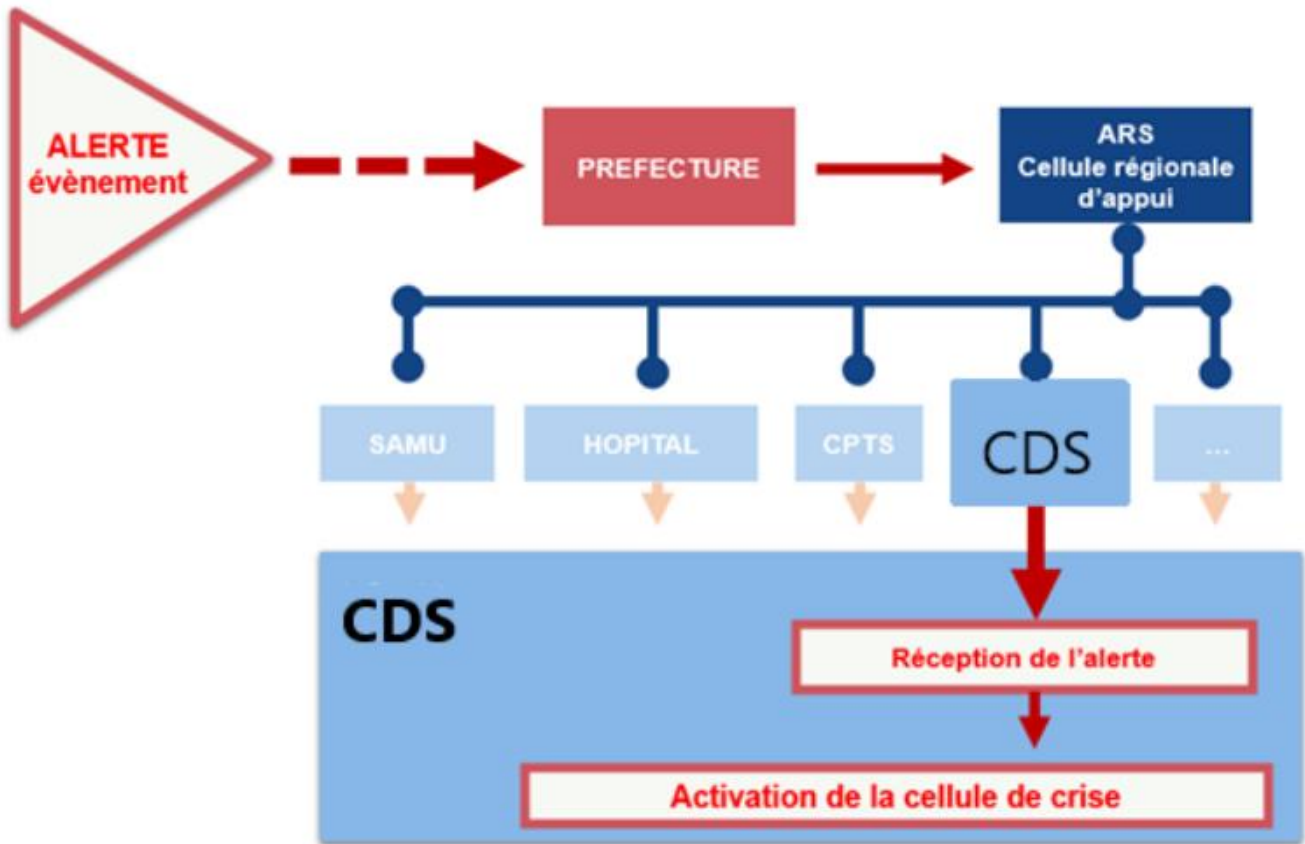 ALERTE
évènement
PREFECTURE
ARS
Cellule régionale
d'appui
SAMU
HOPITAL
CPTS
CDS
...
CDS
Réception de l'alerte
Activation de la cellule de crise